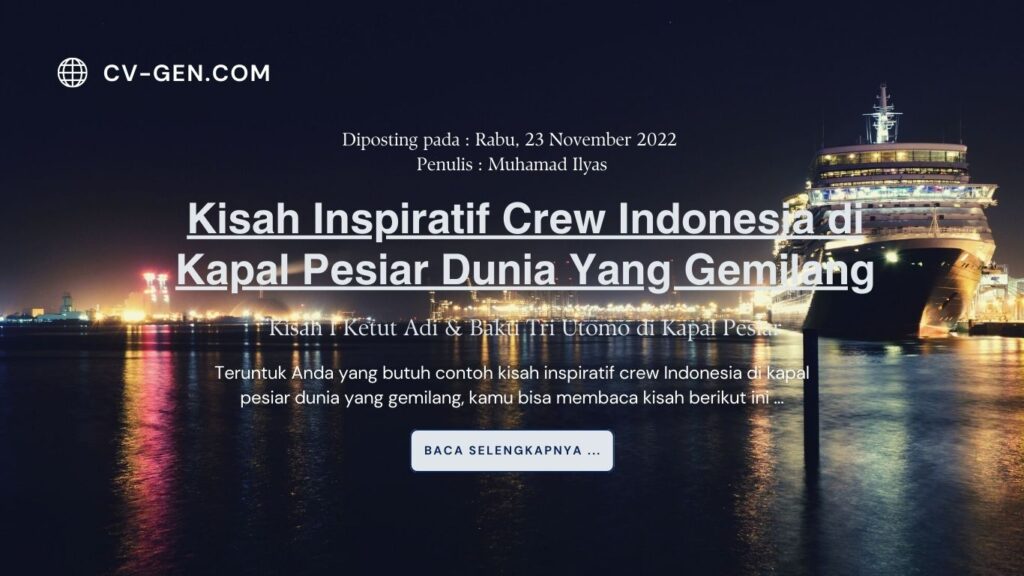 CV-GEN.COM
Diposting pada : Rabu, 23 November 2022
Penulis : Muhamad Ilyas
Kisah Inspiratif Crew Indonesia di
Kapal Pesiar Dunia Yang Gemilang
Kisah I Ketut Adi & Bakti Tri Utomo di Kapal Pesiar
Teruntuk Anda yang butuh contoh kisah inspiratif crew Indonesia di kapal
pesiar dunia yang gemilang, kamu bisa membaca kisah berikut ini ...
BACA SELENGKAPNYA ...